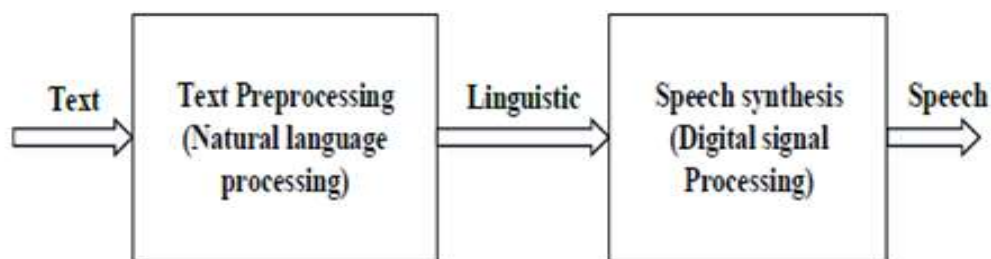 Text
Text Preprocessing
(Natural language
processing)
Linguistic
Speech synthesis
(Digital signal
Processing)
Speech